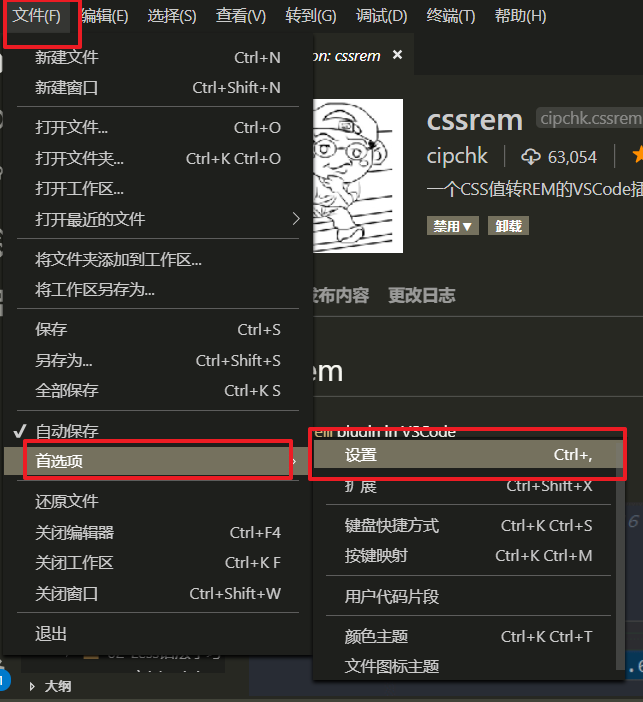 文件(F) 编辑(E) 选择(S) 查看(V) 转到(G) 调试(D) 终端(T) 帮助(H)
on: cssrem ×
新建文件 Ctrl+N
新建窗口 Ctrl+Shift+N
打开文件... Ctrl+O
打开文件夹... Ctrl+K Ctrl+O
打开工作区...
打开最近的文件
将文件夹添加到工作区...
将工作区另存为...
保存 Ctrl+S
另存为... Ctrl+Shift+S
全部保存 Ctrl+K S
自动保存
首选项
还原文件
关闭编辑器 Ctrl+F4
关闭工作区 Ctrl+K F
关闭窗口 Ctrl+Shift+W
退出
cssrem cipchk.cssrem
cipchk 63,054
一个CSS值转REM的VSCode插
禁用 卸载
发布内容 更改日志
em
em plugin in VSCode
设置 Ctrl+,
扩展 Ctrl+Shift+X
键盘快捷方式 Ctrl+K Ctrl+S
按键映射 Ctrl+K Ctrl+M
用户代码片段
颜色主题 Ctrl+K Ctrl+T
文件图标主题
大纲